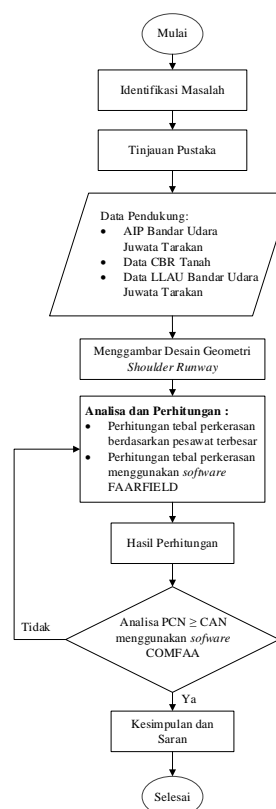 Mulai
Identifikasi Masalah
Tinjauan Pustaka
Data Pendukung:
• AIP Bandar Udara
Juwata Tarakan
• Data CBR Tanah
• Data LLAU Bandar Udara
Juwata Tarakan
Menggambar Desain Geometri
Shoulder Runway
Analisa dan Perhitungan :
• Perhitungan tebal perkerasan
berdasarkan pesawat terbesar
• Perhitungan tebal perkerasan
menggunakan software
FAARFIELD
Hasil Perhitungan
Tidak
Analisa PCN ≥ CAN
menggunakan sofware
COMFAA
Ya
Kesimpulan dan
Saran
Selesai